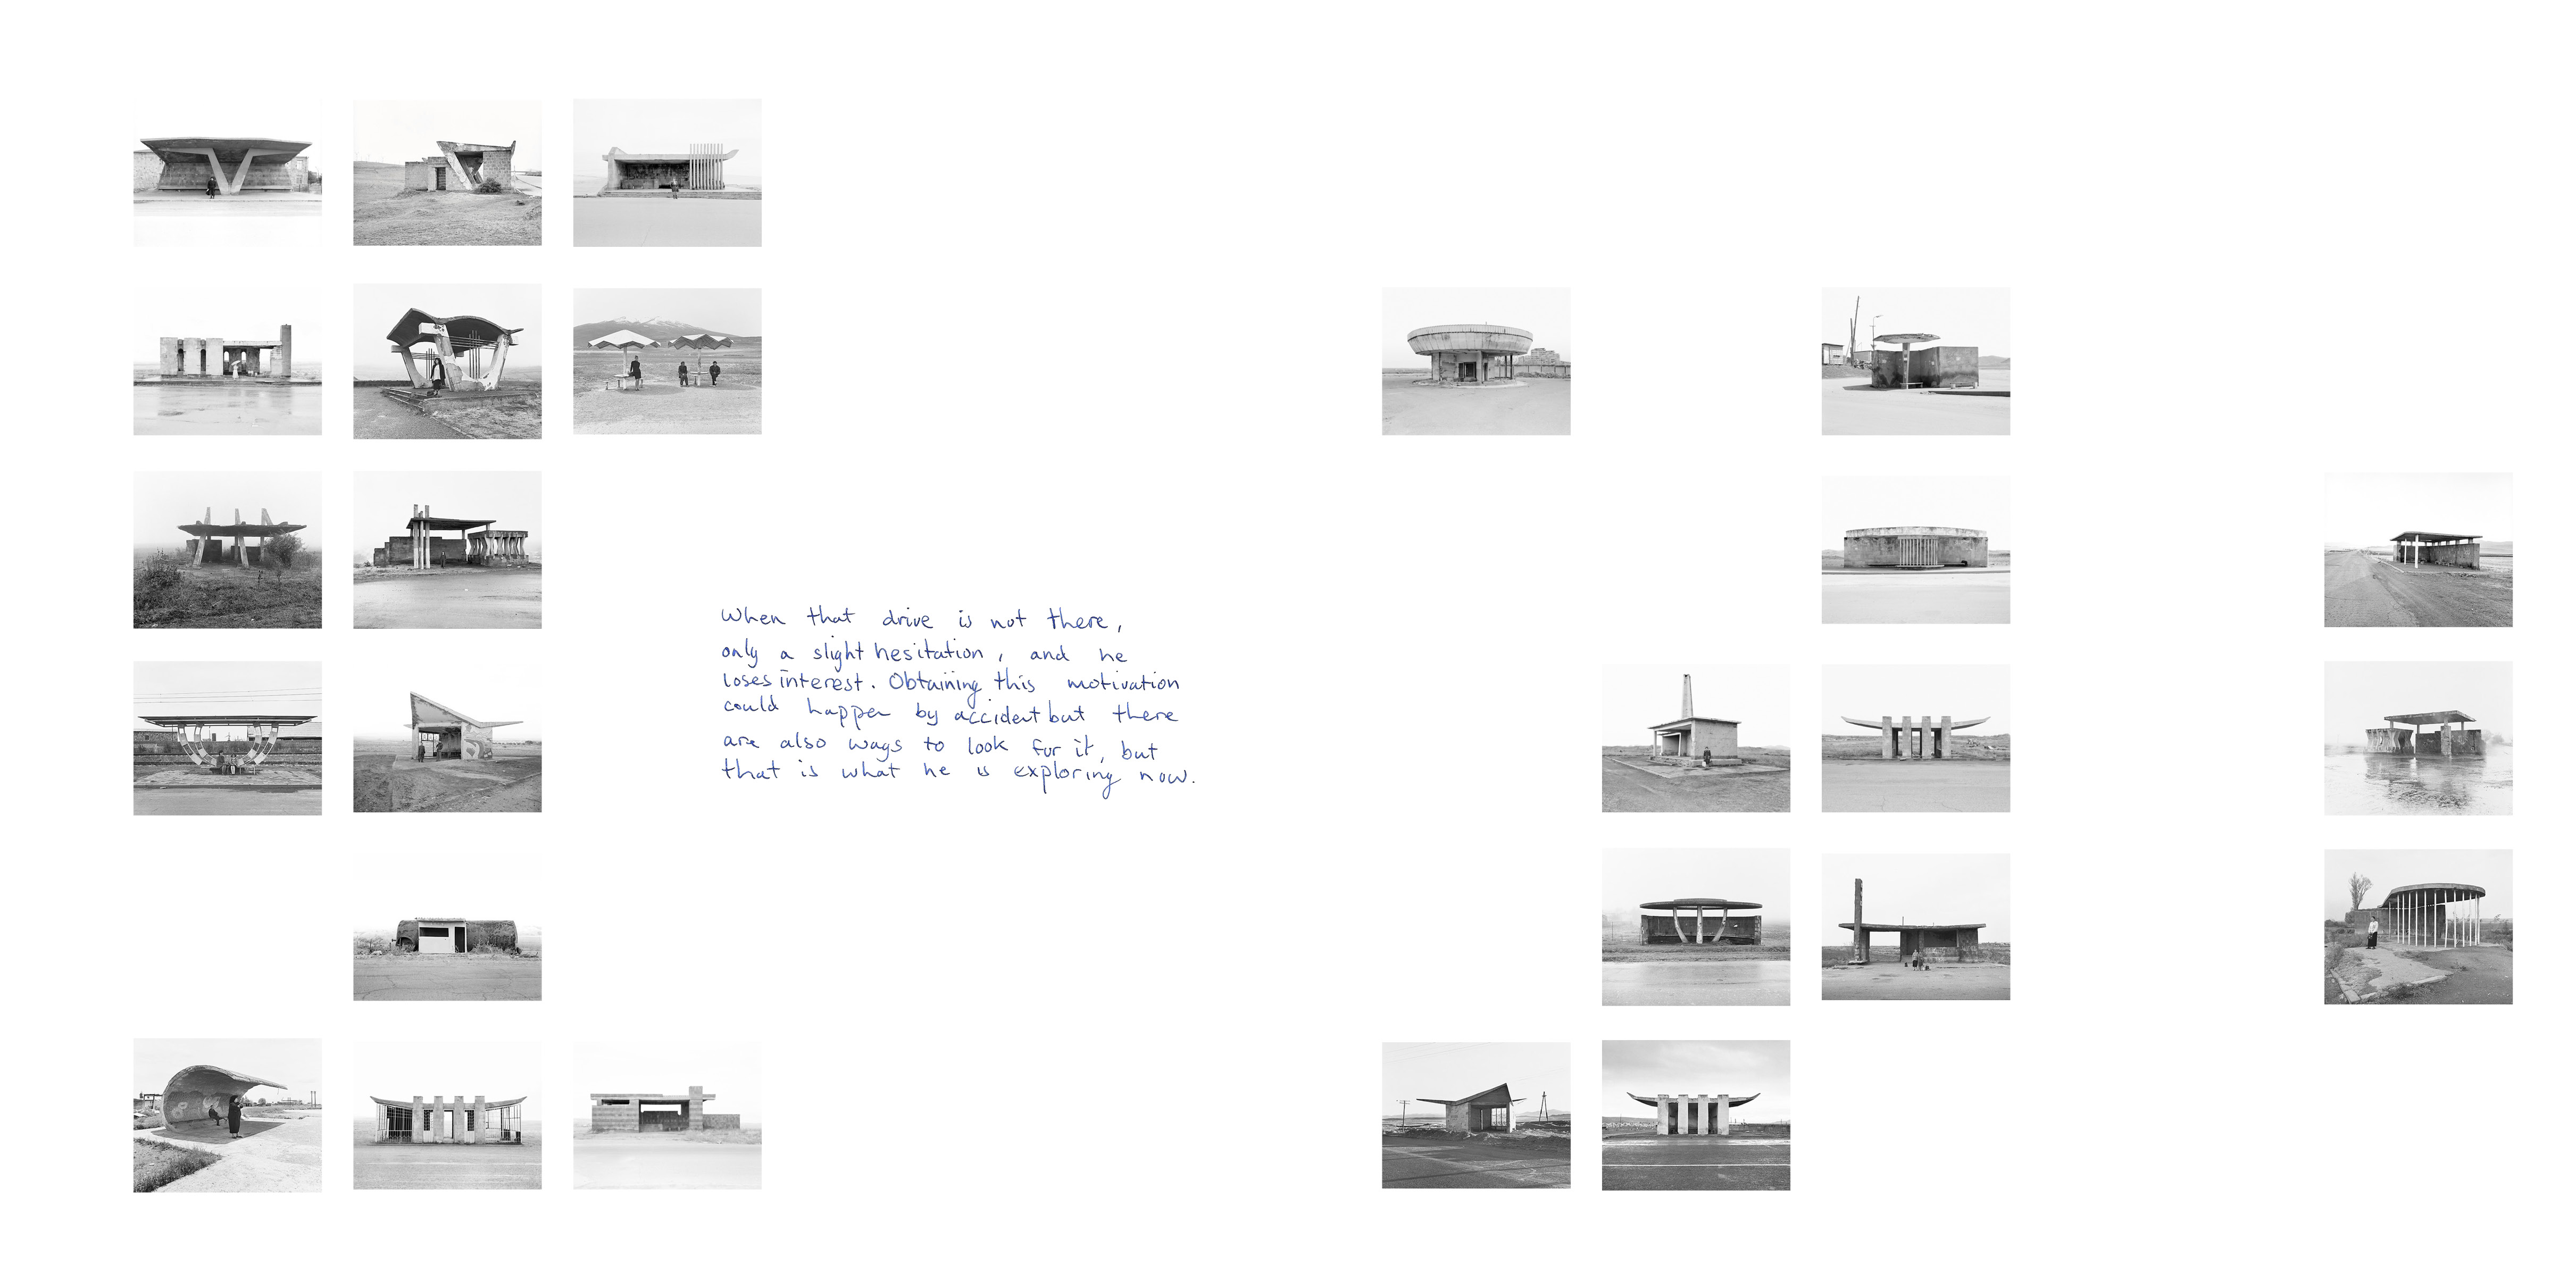 When that drive is not there,
only a slight hesitation, and he
loses interest. Obtaining this motivation
could happen by accident but there
are also ways to look for it, but
that is what he is exploring now.